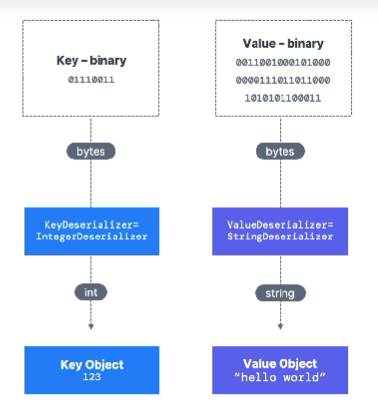 Key – binary
01110011
bytes
KeyDeserializer=
IntegerDeserializer
int
Key Object
123
Value – binary
0011001000101000
0000111011011000
1010101100011
bytes
ValueDeserializer=
StringDeserializer
string
Value Object
“hello world”